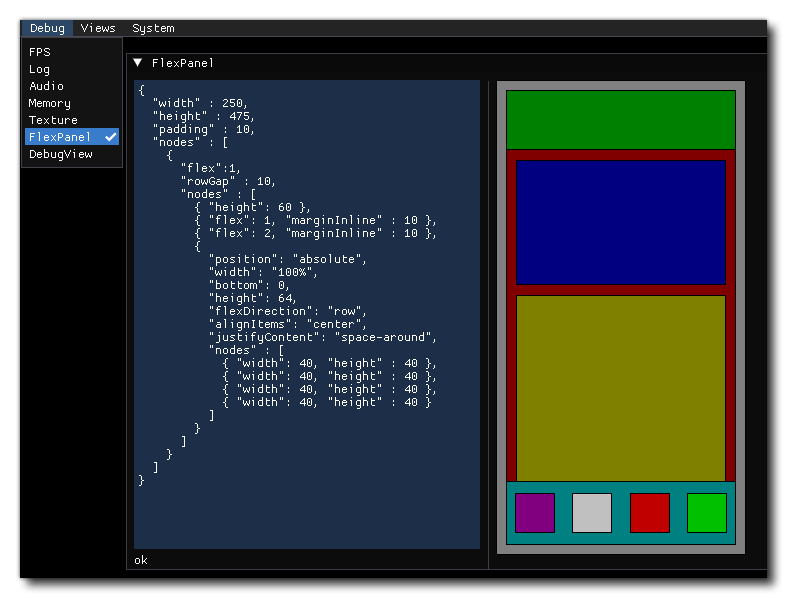 Debug Views System
FPS
Log
Audio
Memory
Texture
FlexPanel
DebugView
FlexPanel
{
  "width" : 250,
  "height" : 475,
  "padding" : 10,
  "nodes" : [
    {
      "flex":1,
      "rowGap" : 10,
      "nodes" : [
        { "height": 60 },
        { "flex": 1, "marginInline" : 10 },
        { "flex": 2, "marginInline" : 10 },
        {
          "position": "absolute",
          "width": "100%",
          "bottom": 0,
          "height": 64,
          "flexDirection": "row",
          "alignItems": "center",
          "justifyContent": "space-around",
          "nodes" : [
            { "width": 40, "height" : 40 },
            { "width": 40, "height" : 40 },
            { "width": 40, "height" : 40 },
            { "width": 40, "height" : 40 }
          ]
        }
      ]
    }
  ]
}
ok